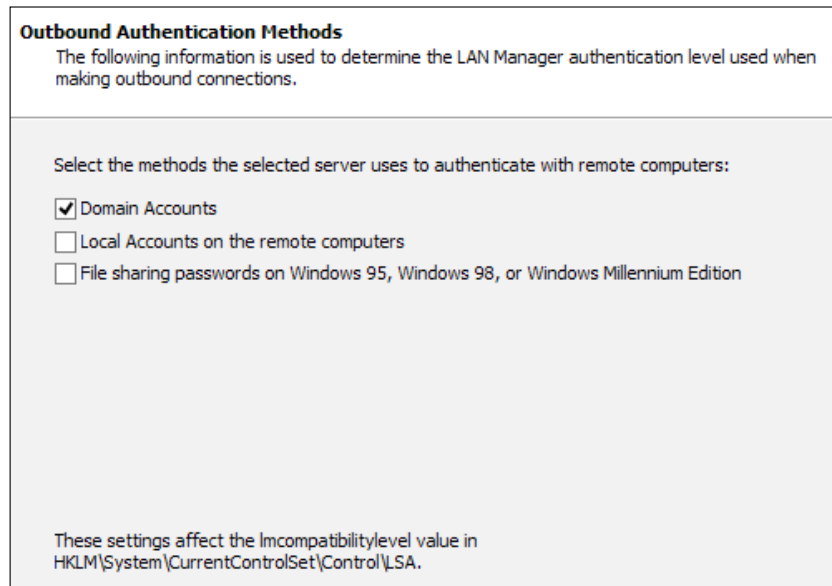 Outbound Authentication Methods
The following information is used to determine the LAN Manager authentication level used when
making outbound connections.
Select the methods the selected server uses to authenticate with remote computers:
Domain Accounts
Local Accounts on the remote computers
File sharing passwords on Windows 95, Windows 98, or Windows Millennium Edition
These settings affect the lmcompatibilitylevel value in
HKLM\System\CurrentControlSet\Control\LSA.